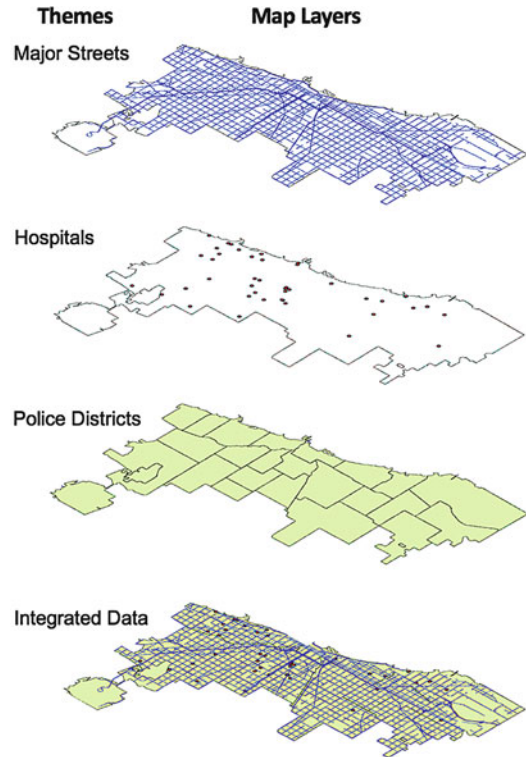 Themes Map Layers
Major Streets
Hospitals
Police Districts
Integrated Data